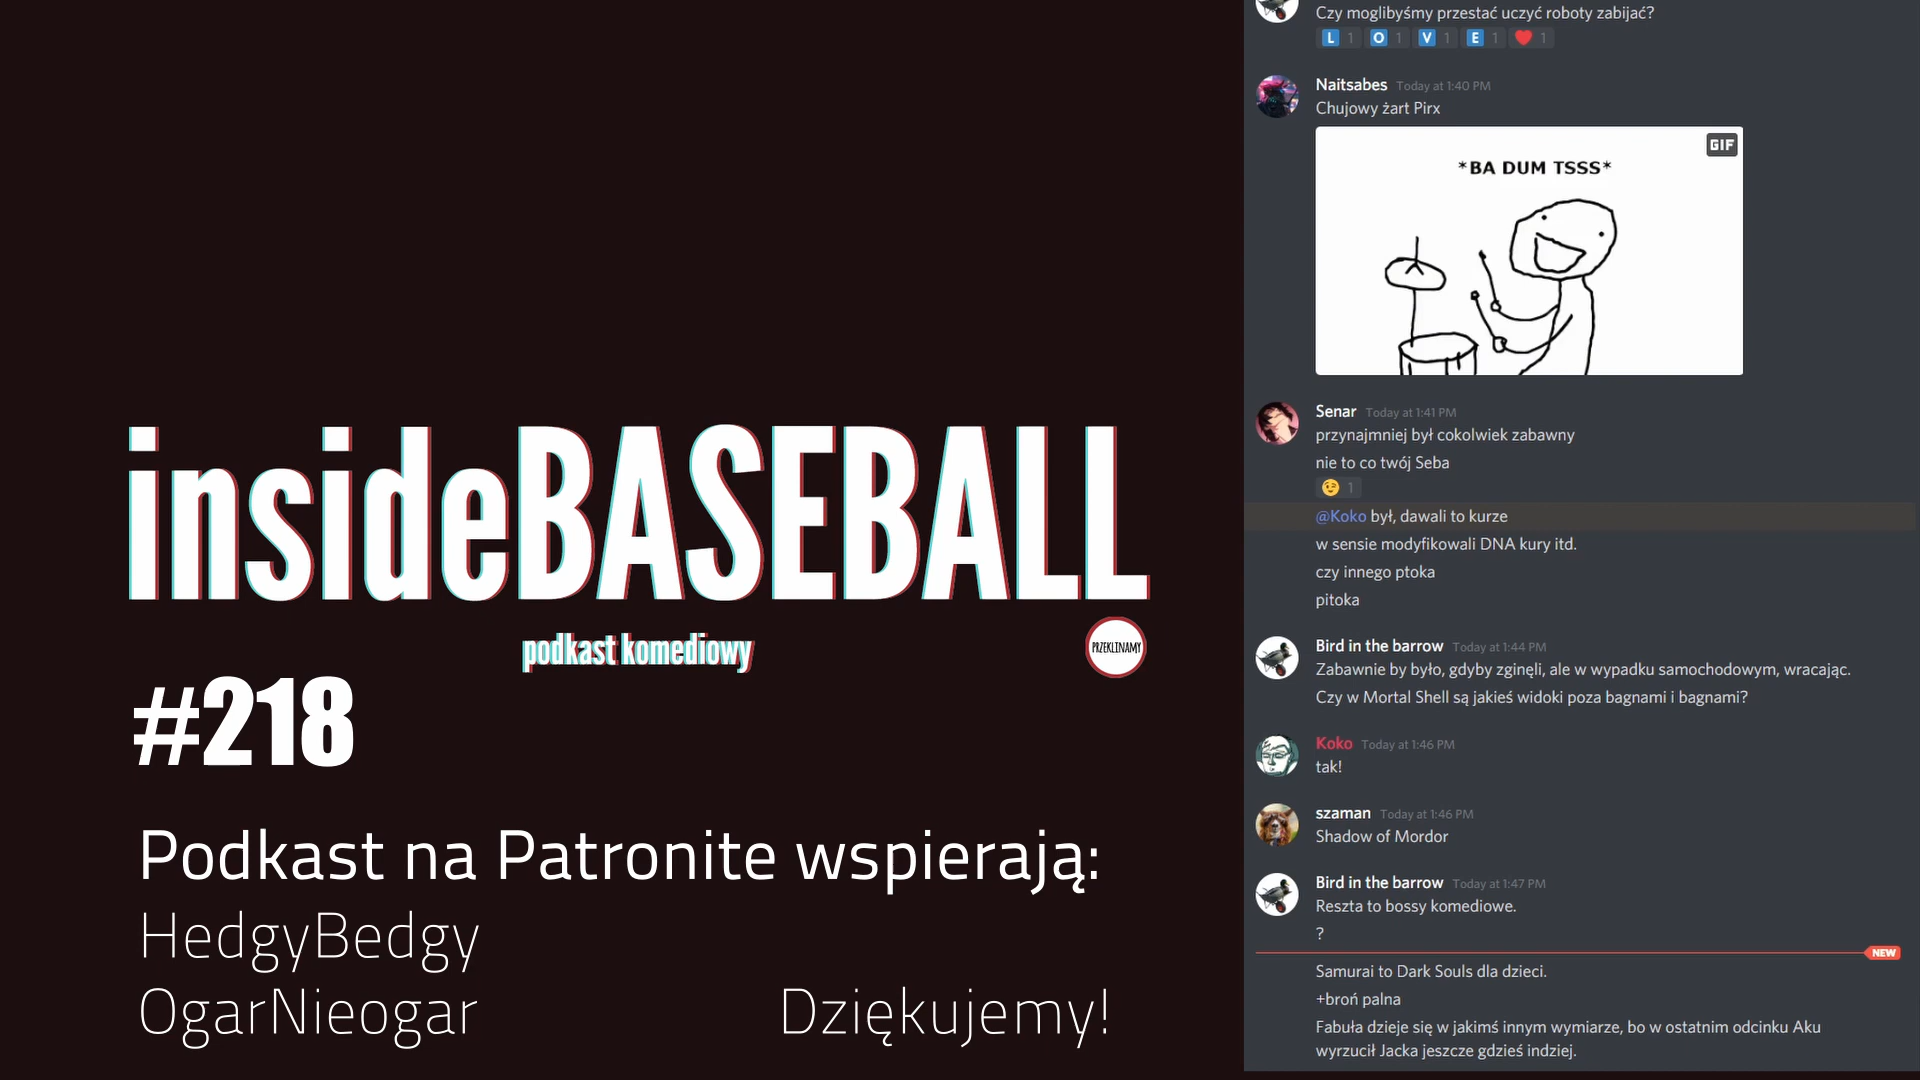 insideBASEBALL
podkast komediowy
PRZEKLINAMY
#218
Podkast na Patronite wspierają:
HedgyBedgy
OgarNieogar
Dziękujemy!
Czy moglibyśmy przestać uczyć roboty zabijać?
L 1 O 1 V 1 E 1 ❤️ 1
Naitsabes Today at 1:40 PM
Chujowy żart Pirx
GIF
*BA DUM TSSS*
Senar Today at 1:41 PM
przynajmniej był cokolwiek zabawny
nie to co twój Seba
😉 1
@Koko był, dawali to kurze
w sensie modyfikowali DNA kury itd.
czy innego ptoka
pitoka
Bird in the barrow Today at 1:44 PM
Zabawnie by było, gdyby zginęli, ale w wypadku samochodowym, wracając.
Czy w Mortal Shell są jakieś widoki poza bagnami i bagnami?
Koko Today at 1:46 PM
tak!
szaman Today at 1:46 PM
Shadow of Mordor
Bird in the barrow Today at 1:47 PM
Reszta to bossy komediowe.
?
NEW
Samurai to Dark Souls dla dzieci.
+broń palna
Fabuła dzieje się w jakimś innym wymiarze, bo w ostatnim odcinku Aku
wyrzucił Jacka jeszcze gdzieś indziej.